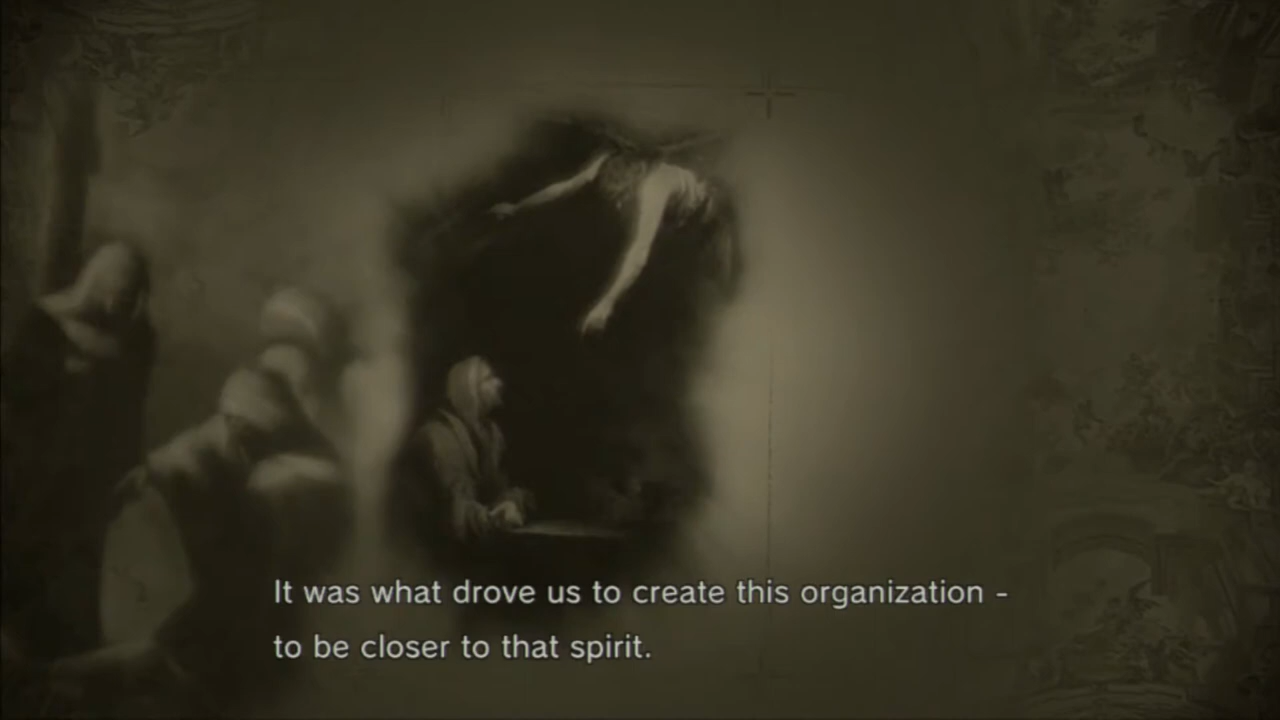 It was what drove us to create this organization -
to be closer to that spirit.